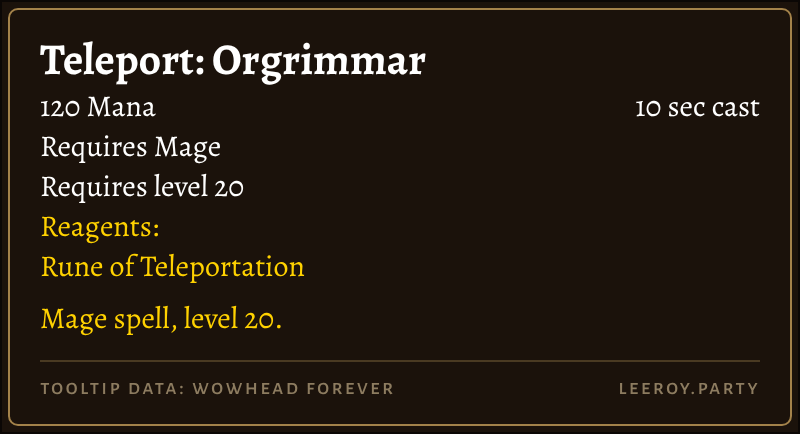 Teleport: Orgrimmar
120 Mana 10 sec cast
Requires Mage
Requires level 20
Reagents:
Rune of Teleportation
Mage spell, level 20.
TOOLTIP DATA: WOWHEAD FOREVER LEEROY.PARTY